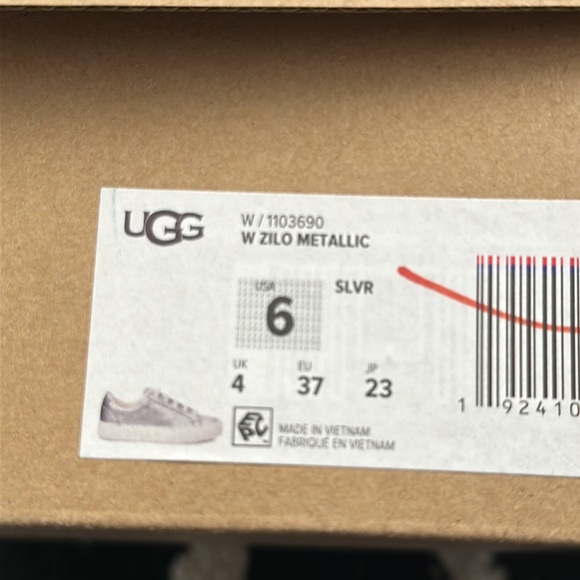 UGG
W / 1103690
W ZILO METALLIC
USA
6
SLVR
UK
4
EU
37
JP
23
MADE IN VIETNAM
FABRIQUÉ EN VIETNAM
1 92410